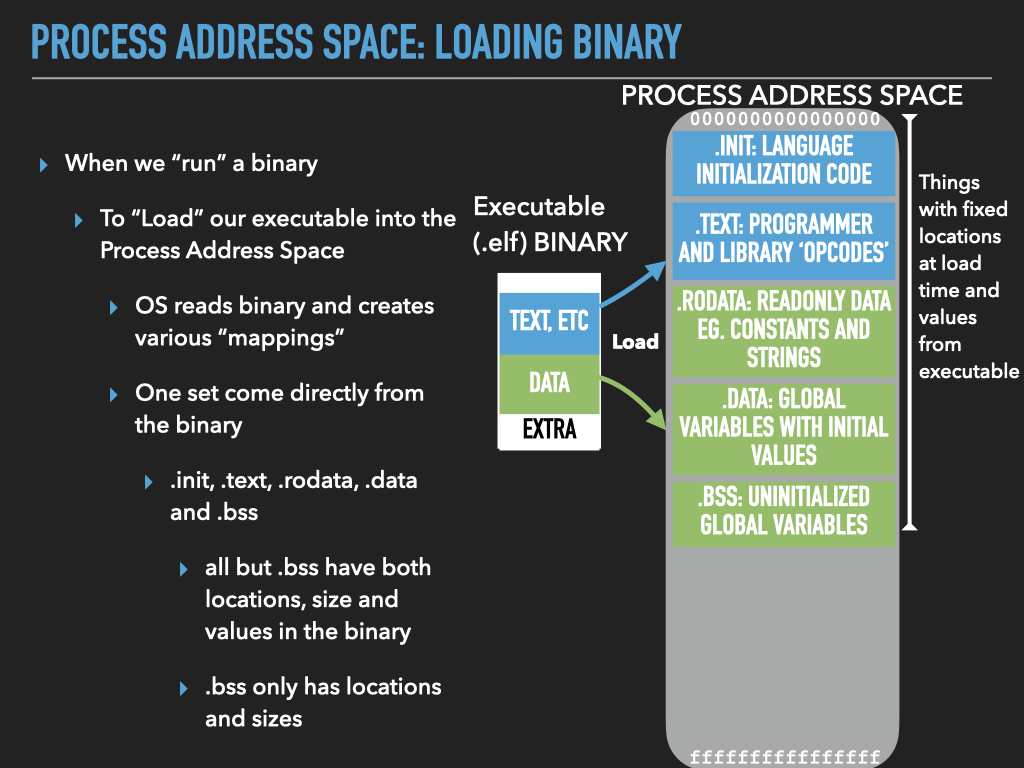 PROCESS ADDRESS SPACE: LOADING BINARY
When we “run” a binary
To “Load” our executable into the
Process Address Space
OS reads binary and creates
various “mappings”
One set come directly from
the binary
.init, .text, .rodata, .data
and .bss
all but .bss have both
locations, size and
values in the binary
.bss only has locations
and sizes
Executable
(.elf) BINARY
TEXT, ETC
DATA
EXTRA
Load
PROCESS ADDRESS SPACE
0000000000000000
.INIT: LANGUAGE
INITIALIZATION CODE
.TEXT: PROGRAMMER
AND LIBRARY ‘OPCODES’
.RODATA: READONLY DATA
EG. CONSTANTS AND
STRINGS
.DATA: GLOBAL
VARIABLES WITH INITIAL
VALUES
.BSS: UNINITIALIZED
GLOBAL VARIABLES
ffffffffffffffff
Things
with fixed
locations
at load
time and
values
from
executable